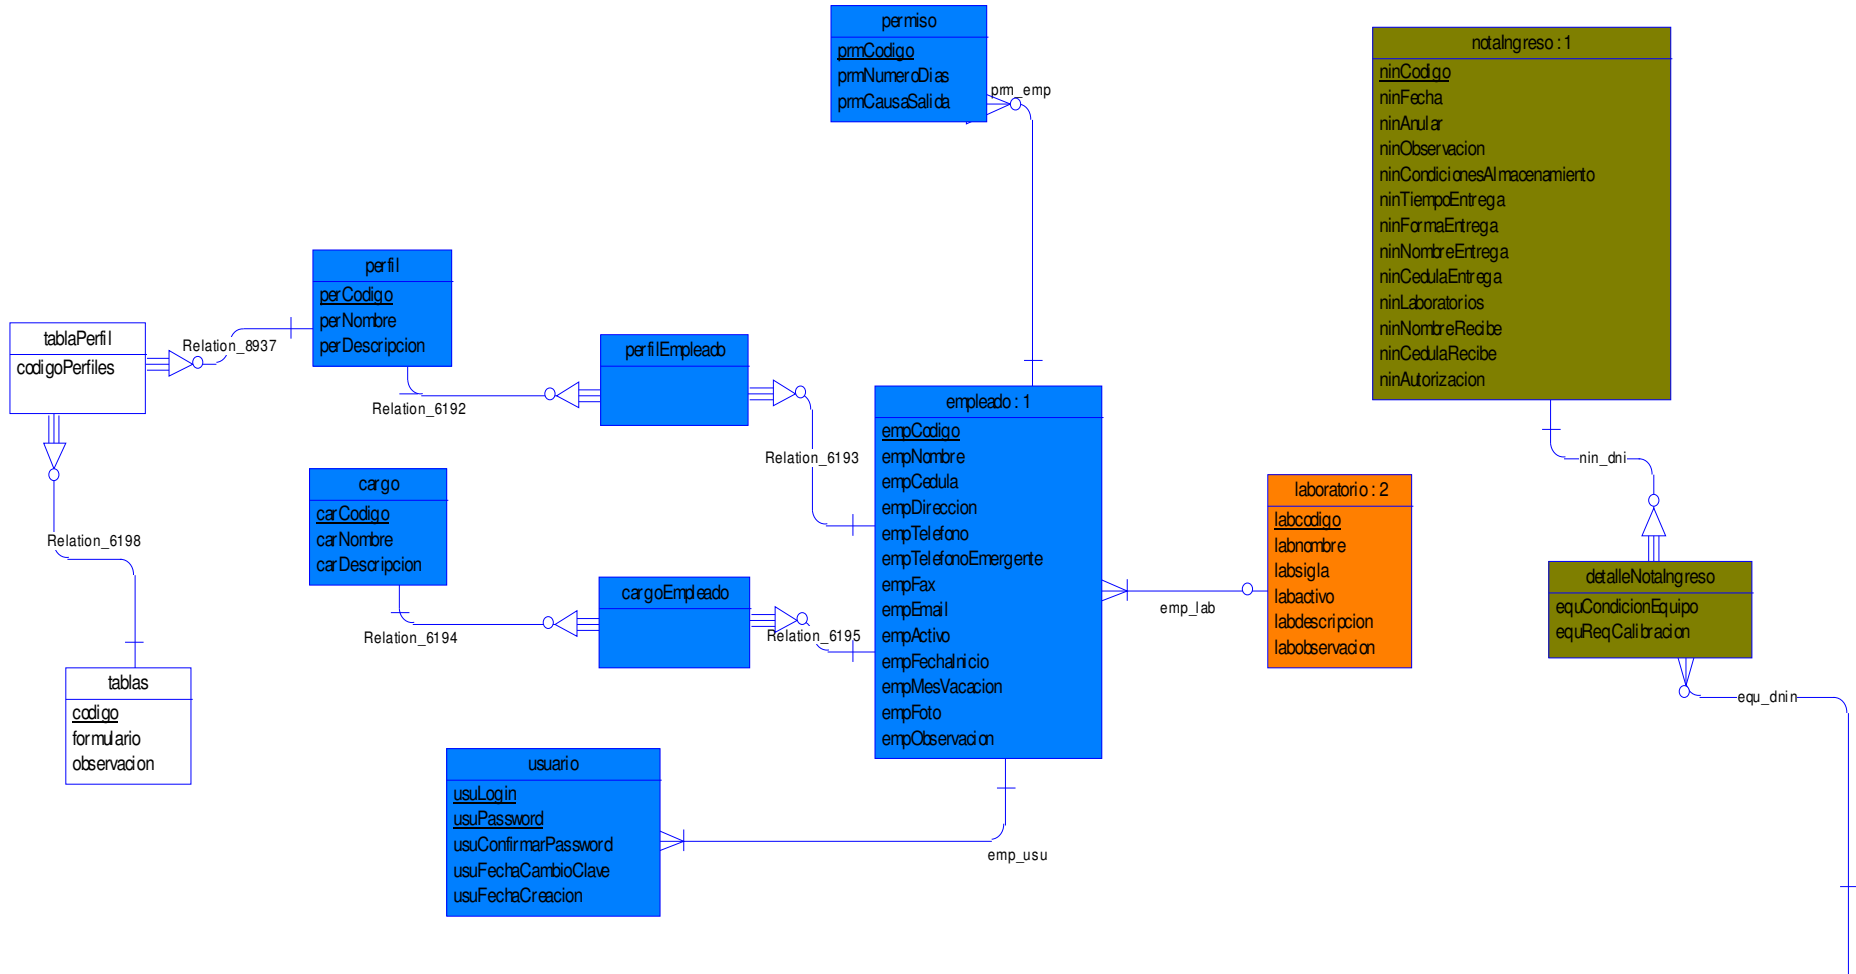 permiso
prmCodigo
prmNumeroDias
prmCausaSalida
prm_emp
notaIngreso : 1
ninCodigo
ninFecha
ninAnular
ninObservacion
ninCondicionesAlmacenamiento
ninTiempoEntrega
ninFormaEntrega
ninNombreEntrega
ninCedulaEntrega
ninLaboratorios
ninNombreRecibe
ninCedulaRecibe
ninAutorizacion
perfil
perCodigo
perNombre
perDescripcion
tablaPerfil
codigoPerfiles
Relation_8937
perfilEmpleado
Relation_6192
Relation_6193
empleado : 1
empCodigo
empNombre
empCedula
empDireccion
empTelefono
empTelefonoEmergente
empFax
empEmail
empActivo
empFechaInicio
empMesVacacion
empFoto
empObservacion
nin_dni
cargo
carCodigo
carNombre
carDescripcion
laboratorio : 2
labcodigo
labnombre
labsigla
labactivo
labdescripcion
labobservacion
emp_lab
Relation_6198
cargoEmpleado
Relation_6194
Relation_6195
detalleNotaIngreso
equCondicionEquipo
equReqCalibracion
equ_dnin
tablas
codigo
formulario
observacion
usuario
usuLogin
usuPassword
usuConfirmarPassword
usuFechaCambioClave
usuFechaCreacion
emp_usu